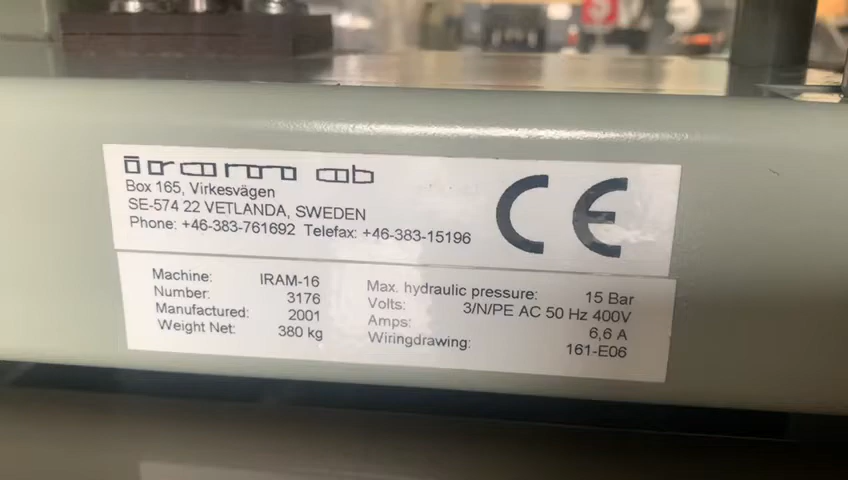 iram ab
Box 165, Virkesvägen
SE-574 22 VETLANDA, SWEDEN
Phone: +46-383-761692 Telefax: +46-383-15196
CE
Machine: IRAM-16
Number: 3176
Manufactured: 2001
Weight Net: 380 kg
Max. hydraulic pressure: 15 Bar
Volts: 3/N/PE AC 50 Hz 400V
Amps: 6,6 A
Wiringdrawing: 161-E06